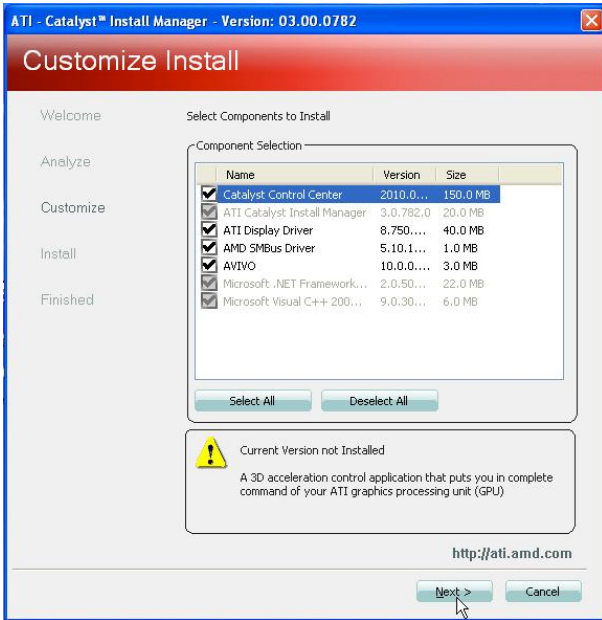 ATI - Catalyst™ Install Manager - Version: 03.00.0782
Customize Install
Welcome
Analyze
Customize
Install
Finished
Select Components to Install
Component Selection
Name Version Size
Catalyst Control Center 2010.0... 150.0 MB
ATI Catalyst Install Manager 3.0.782.0 20.0 MB
ATI Display Driver 8.750.... 40.0 MB
AMD SMBus Driver 5.10.1... 1.0 MB
AVIVO 10.0.0.... 3.0 MB
Microsoft .NET Framework... 2.0.50... 22.0 MB
Microsoft Visual C++ 200... 9.0.30... 6.0 MB
Select All Deselect All
Current Version not Installed
A 3D acceleration control application that puts you in complete
command of your ATI graphics processing unit (GPU)
http://ati.amd.com
Next > Cancel